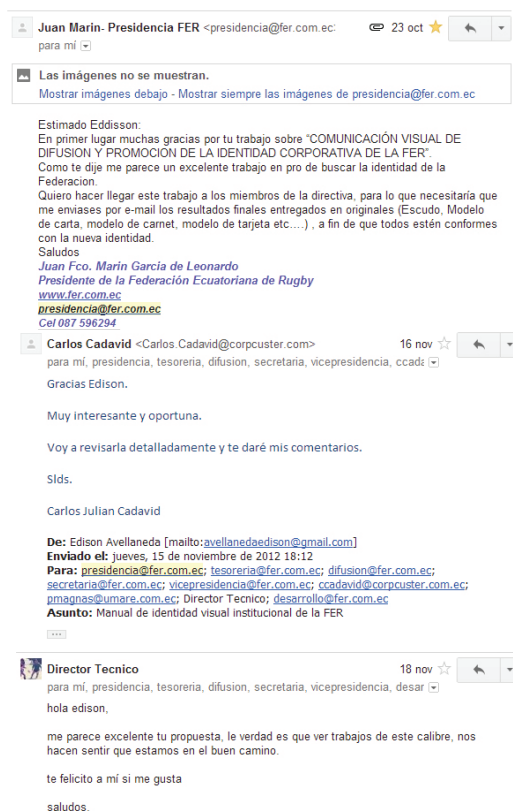 Juan Marin- Presidencia FER <presidencia@fer.com.ec>
23 oct
para mí
Las imágenes no se muestran.
Mostrar imágenes debajo - Mostrar siempre las imágenes de presidencia@fer.com.ec
Estimado Eddisson:
En primer lugar muchas gracias por tu trabajo sobre "COMUNICACIÓN VISUAL DE
DIFUSION Y PROMOCION DE LA IDENTIDAD CORPORATIVA DE LA FER".
Como te dije me parece un excelente trabajo en pro de buscar la identidad de la
Federacion.
Quiero hacer llegar este trabajo a los miembros de la directiva, para lo que necesitaría que
me enviases por e-mail los resultados finales entregados en originales (Escudo, Modelo
de carta, modelo de carnet, modelo de tarjeta etc....) , a fin de que todos estén conformes
con la nueva identidad.
Saludos
Juan Fco. Marin Garcia de Leonardo
Presidente de la Federación Ecuatoriana de Rugby
www.fer.com.ec
presidencia@fer.com.ec
Cel 087 596294
Carlos Cadavid <Carlos.Cadavid@corpcuster.com>
16 nov
para mí, presidencia, tesoreria, difusion, secretaria, vicepresidencia, ccada
Gracias Edison.
Muy interesante y oportuna.
Voy a revisarla detalladamente y te daré mis comentarios.
Slds.
Carlos Julian Cadavid
De: Edison Avellaneda [mailto:avellanedaedison@gmail.com]
Enviado el: jueves, 15 de noviembre de 2012 18:12
Para: presidencia@fer.com.ec; tesoreria@fer.com.ec; difusion@fer.com.ec;
secretaria@fer.com.ec; vicepresidencia@fer.com.ec; ccadavid@corpcuster.com.ec;
pmagnas@umare.com.ec; Director Tecnico; desarrollo@fer.com.ec
Asunto: Manual de identidad visual institucional de la FER
Director Tecnico
18 nov
para mí, presidencia, tesoreria, difusion, secretaria, vicepresidencia, desar
hola edison,
me parece excelente tu propuesta, le verdad es que ver trabajos de este calibre, nos
hacen sentir que estamos en el buen camino.
te felicito a mí si me gusta
saludos.